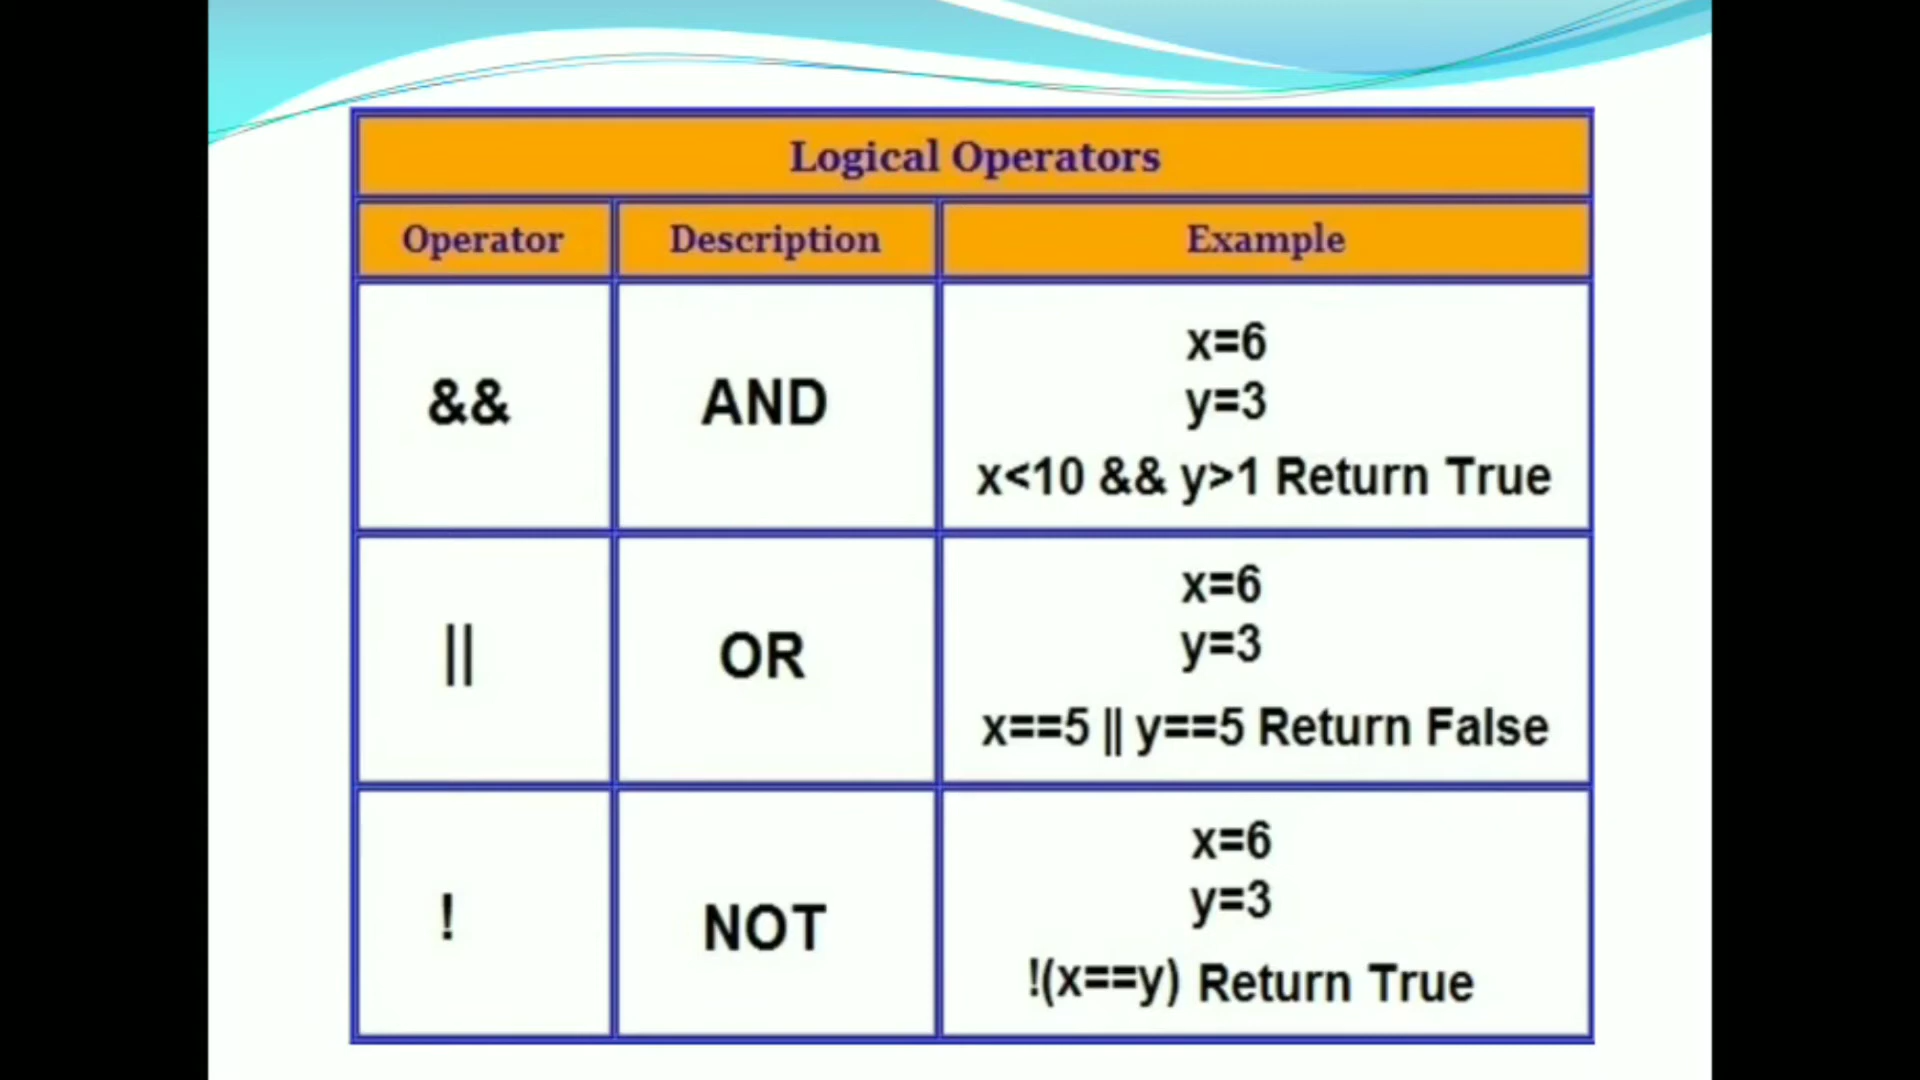 Logical Operators
Operator Description Example
x=6
y=3
&& AND
x<10 && y>1 Return True
x=6
y=3
|| OR
x==5 || y==5 Return False
x=6
y=3
! NOT
!(x==y) Return True